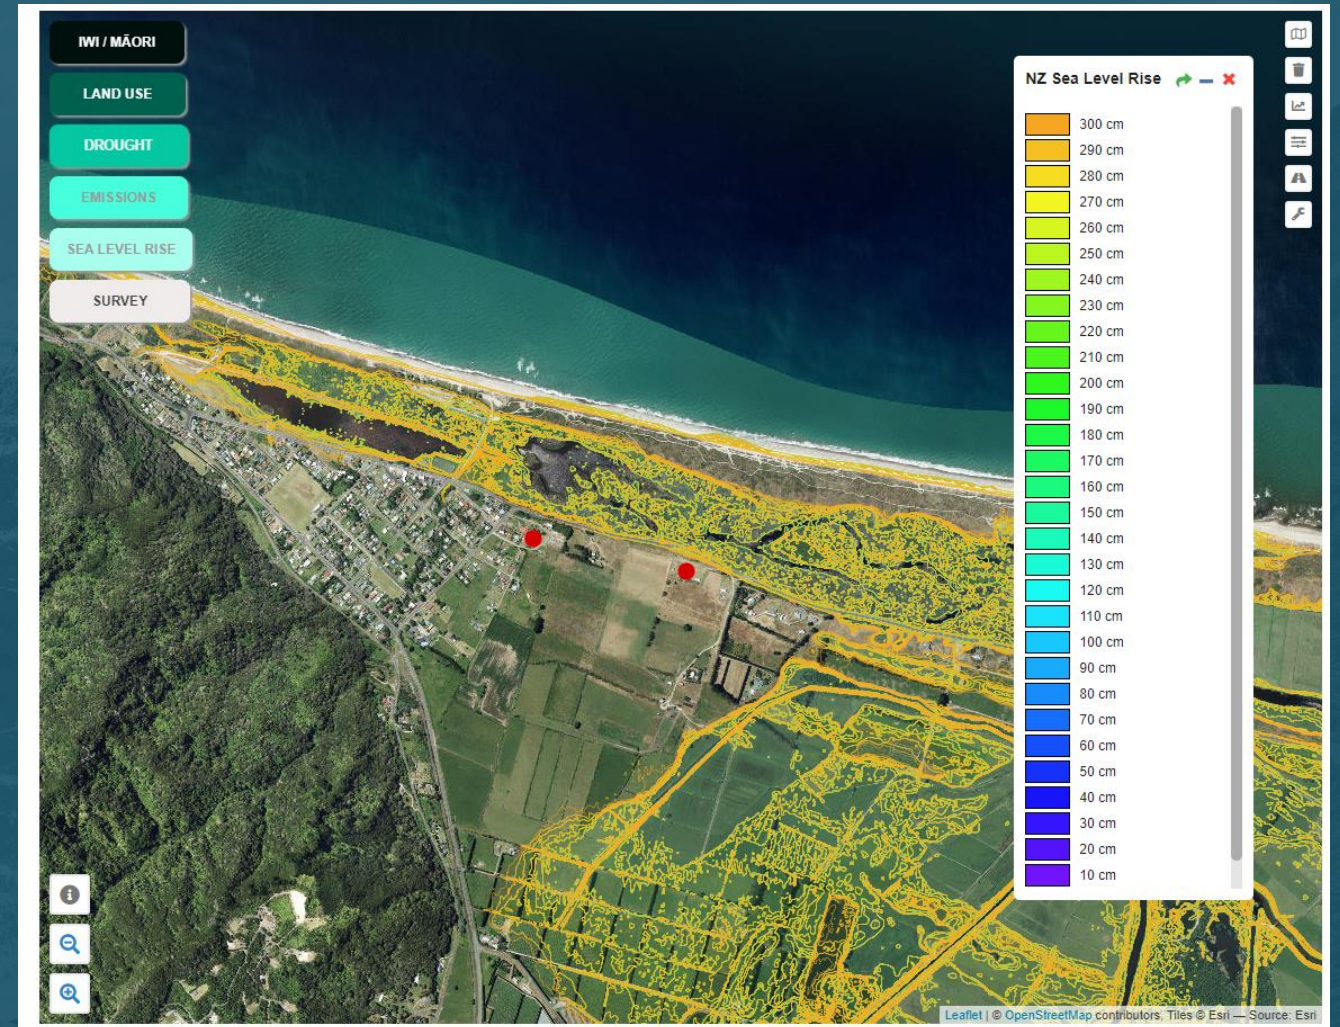 IWI / MĀORI
LAND USE
DROUGHT
EMISSIONS
SEA LEVEL RISE
SURVEY
NZ Sea Level Rise
300 cm
290 cm
280 cm
270 cm
260 cm
250 cm
240 cm
230 cm
220 cm
210 cm
200 cm
190 cm
180 cm
170 cm
160 cm
150 cm
140 cm
130 cm
120 cm
110 cm
100 cm
90 cm
80 cm
70 cm
60 cm
50 cm
40 cm
30 cm
20 cm
10 cm
Leaflet | © OpenStreetMap contributors, Tiles © Esri — Source: Esri